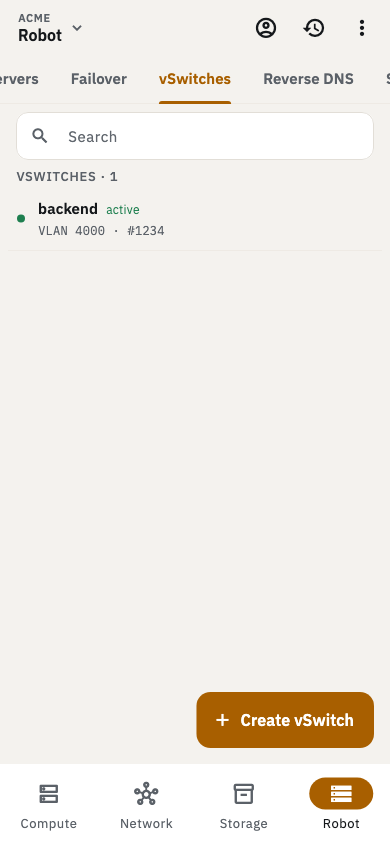 ACME
Robot
ervers
Failover
vSwitches
Reverse DNS
S
Search
VSWITCHES · 1
backend active
VLAN 4000 · #1234
+ Create vSwitch
Compute
Network
Storage
Robot